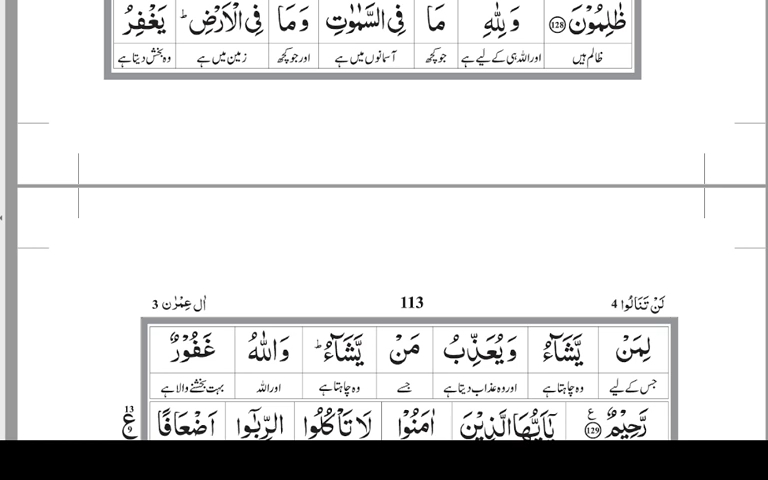 ظٰلِمُوْنَ ﴿128﴾ وَ لِلّٰهِ مَا فِی السَّمٰوٰتِ وَ مَا فِی الْاَرْضِ ؕ یَغْفِرُ
ظالم ہیں اور اللہ ہی کے لیے ہے جو کچھ آسمانوں میں ہے اور جو کچھ زمین میں ہے وہ بخش دیتا ہے
لَنْ تَنَالُوا 4 113 اٰلِ عِمْرٰن 3
لِمَنْ یَّشَآءُ وَ یُعَذِّبُ مَنْ یَّشَآءُ ؕ وَ اللّٰهُ غَفُوْرٌ
جس کے لیے وہ چاہتا ہے اور وہ عذاب دیتا ہے جسے وہ چاہتا ہے اور اللہ بہت بخشنے والا ہے
رَّحِیْمٌ ﴿129﴾ ع یٰۤاَیُّهَا الَّذِیْنَ اٰمَنُوْا لَا تَاْكُلُوا الرِّبٰۤوا اَضْعَافًا